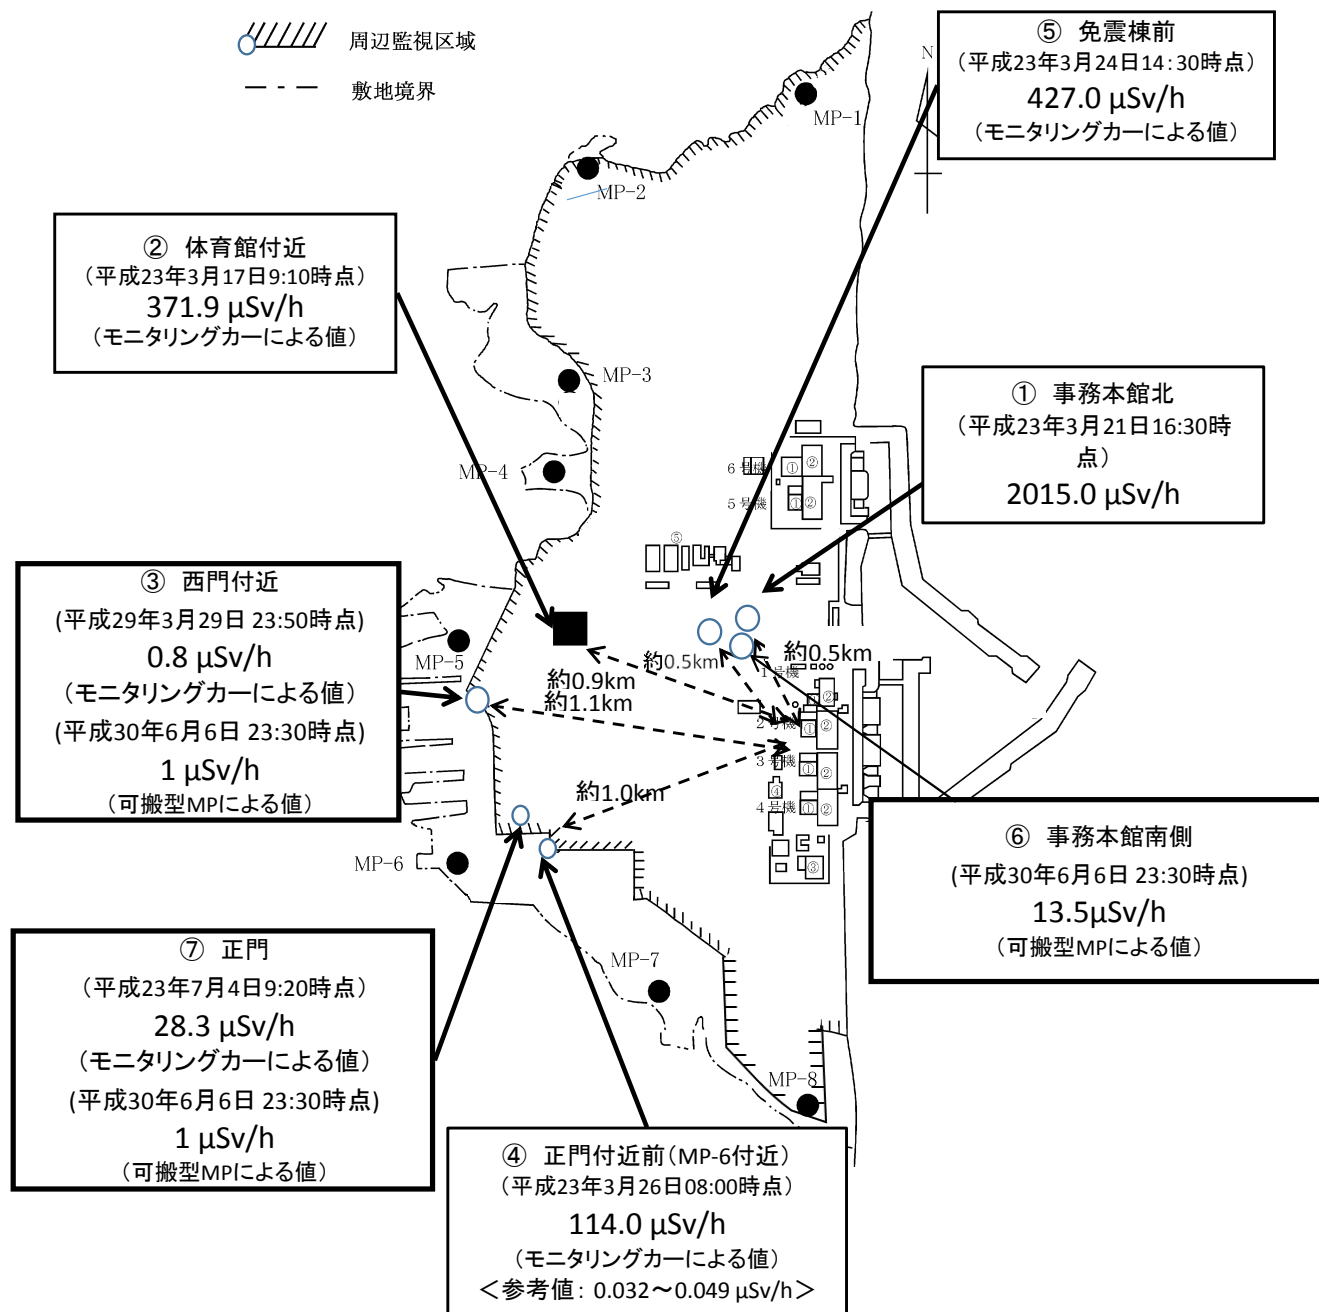 周辺監視区域
敷地境界
⑤ 免震棟前
（平成23年3月24日14：30時点）
427.0 μSv/h
（モニタリングカーによる値）
N
MP-1
MP-2
② 体育館付近
（平成23年3月17日9:10時点）
371.9 μSv/h
（モニタリングカーによる値）
MP-3
① 事務本館北
（平成23年3月21日16:30時
点）
2015.0 μSv/h
MP-4
6号機
①
②
5号機
①
②
⑤
③ 西門付近
(平成29年3月29日 23:50時点)
0.8 μSv/h
（モニタリングカーによる値）
(平成30年6月6日 23:30時点)
1 μSv/h
（可搬型MPによる値）
MP-5
約0.5km
約0.5km
約0.9km
約1.1km
約1.0km
1号機
②
2号機
①
②
3号機
①
②
4号機
①
②
④
③
⑥ 事務本館南側
(平成30年6月6日 23:30時点)
13.5μSv/h
（可搬型MPによる値）
MP-6
⑦ 正門
（平成23年7月4日9:20時点）
28.3 μSv/h
（モニタリングカーによる値）
(平成30年6月6日 23:30時点)
1 μSv/h
（可搬型MPによる値）
MP-7
MP-8
④ 正門付近前（MP-6付近）
（平成23年3月26日08:00時点）
114.0 μSv/h
（モニタリングカーによる値）
＜参考値： 0.032～0.049 μSv/h＞